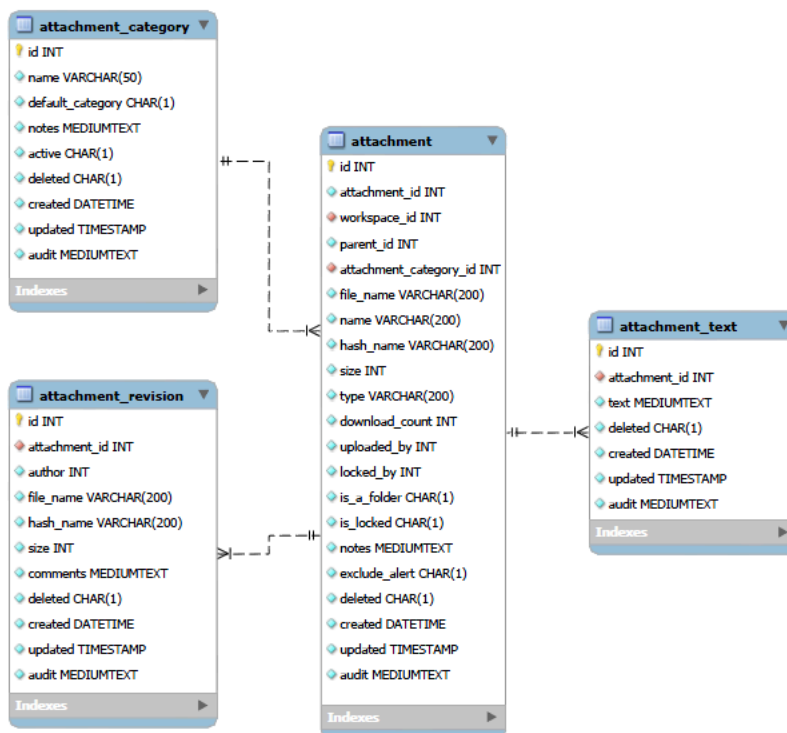 attachment_category
id INT
name VARCHAR(50)
default_category CHAR(1)
notes MEDIUMTEXT
active CHAR(1)
deleted CHAR(1)
created DATETIME
updated TIMESTAMP
audit MEDIUMTEXT
Indexes
attachment_revision
id INT
attachment_id INT
author INT
file_name VARCHAR(200)
hash_name VARCHAR(200)
size INT
comments MEDIUMTEXT
deleted CHAR(1)
created DATETIME
updated TIMESTAMP
audit MEDIUMTEXT
Indexes
attachment
id INT
attachment_id INT
workspace_id INT
parent_id INT
attachment_category_id INT
file_name VARCHAR(200)
name VARCHAR(200)
hash_name VARCHAR(200)
size INT
type VARCHAR(200)
download_count INT
uploaded_by INT
locked_by INT
is_a_folder CHAR(1)
is_locked CHAR(1)
notes MEDIUMTEXT
exclude_alert CHAR(1)
deleted CHAR(1)
created DATETIME
updated TIMESTAMP
audit MEDIUMTEXT
Indexes
attachment_text
id INT
attachment_id INT
text MEDIUMTEXT
deleted CHAR(1)
created DATETIME
updated TIMESTAMP
audit MEDIUMTEXT
Indexes